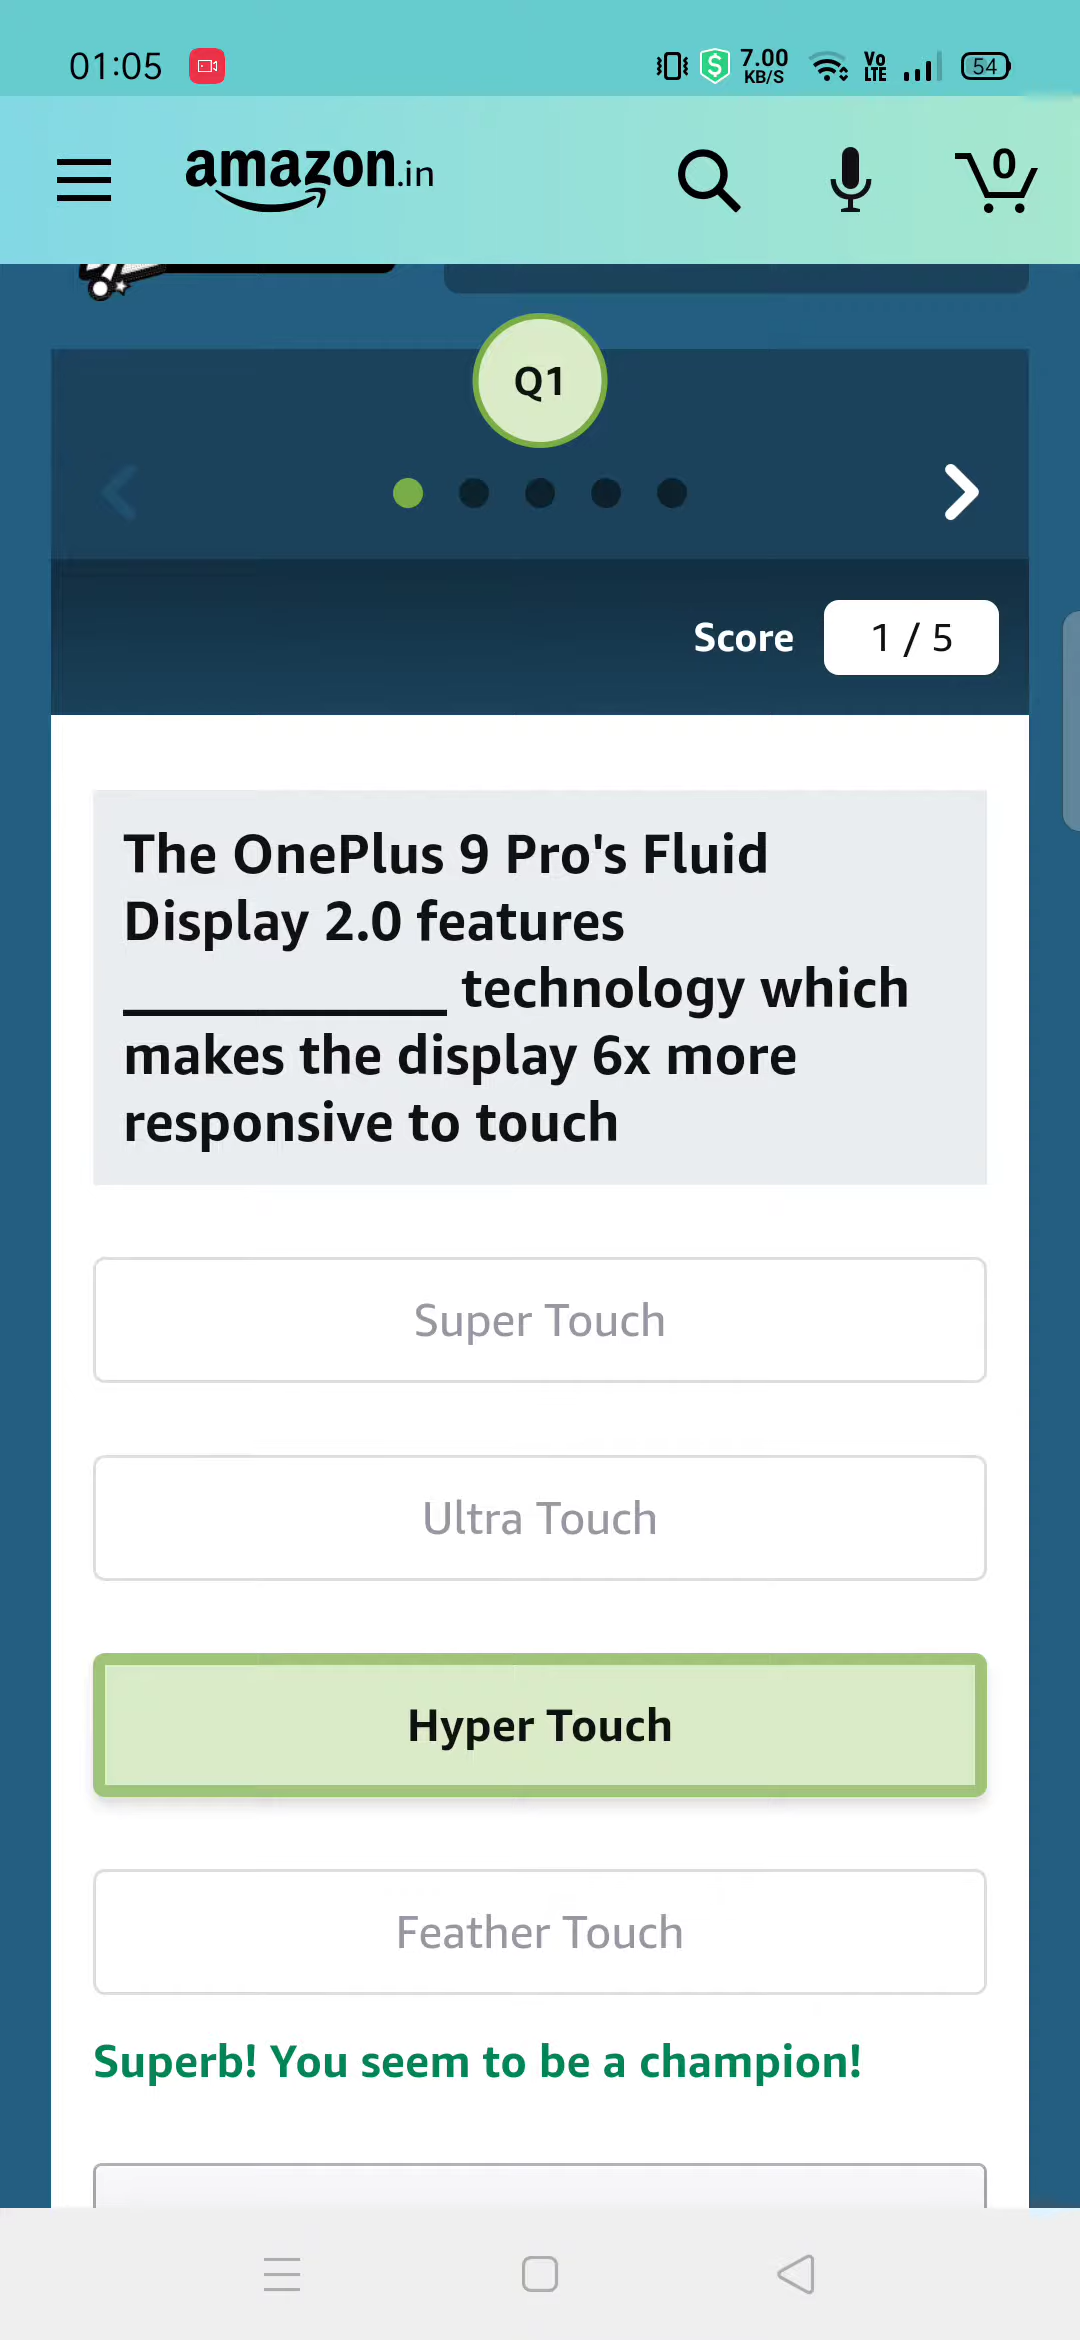 01:05
7.00
KB/S
Vo
LTE
54
amazon.in
0
Q1
Score
1 / 5
The OnePlus 9 Pro's Fluid
Display 2.0 features
____________ technology which
makes the display 6x more
responsive to touch
Super Touch
Ultra Touch
Hyper Touch
Feather Touch
Superb! You seem to be a champion!